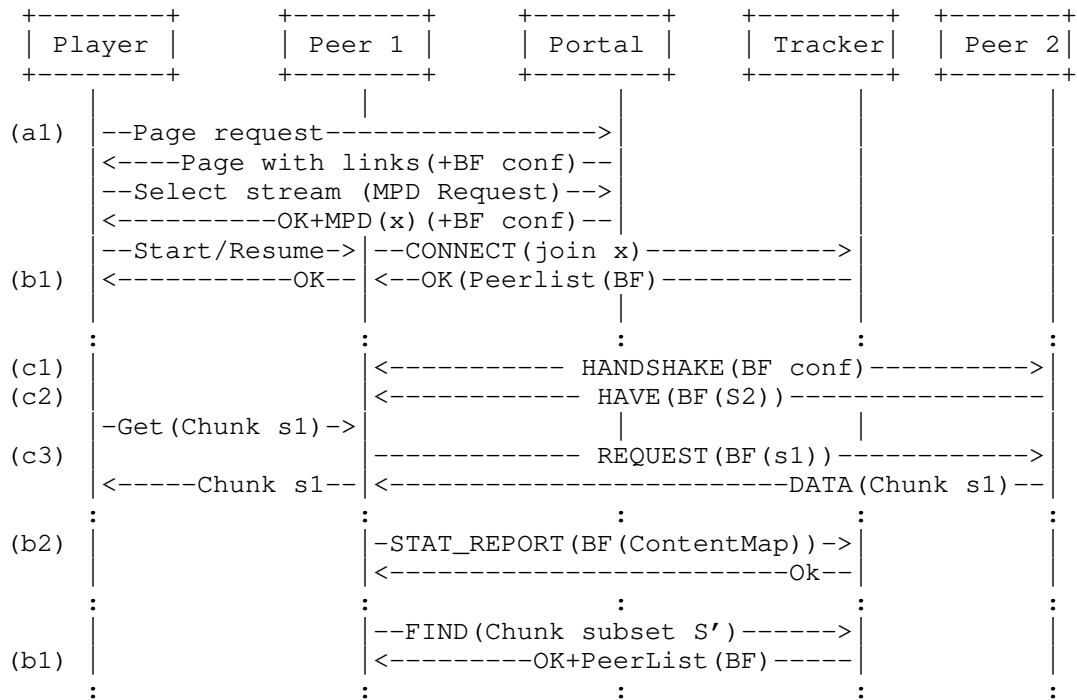 Player Peer 1 Portal Tracker Peer 2
(a1) --Page request----------------->
<----Page with links(+BF conf)--
--Select stream (MPD Request)-->
<----------OK+MPD(x)(+BF conf)--
--Start/Resume-> --CONNECT(join x)------------>
(b1) <-----------OK-- <--OK(Peerlist(BF)------------
(c1) <----------- HANDSHAKE(BF conf)---------->
(c2) <------------ HAVE(BF(S2))----------------
-Get(Chunk s1)->
(c3) ------------- REQUEST(BF(s1))------------>
<-----Chunk s1-- <-------------------------DATA(Chunk s1)--
(b2) -STAT_REPORT(BF(ContentMap))->
<-------------------------Ok--
--FIND(Chunk subset S')------>
(b1) <---------OK+PeerList(BF)-----